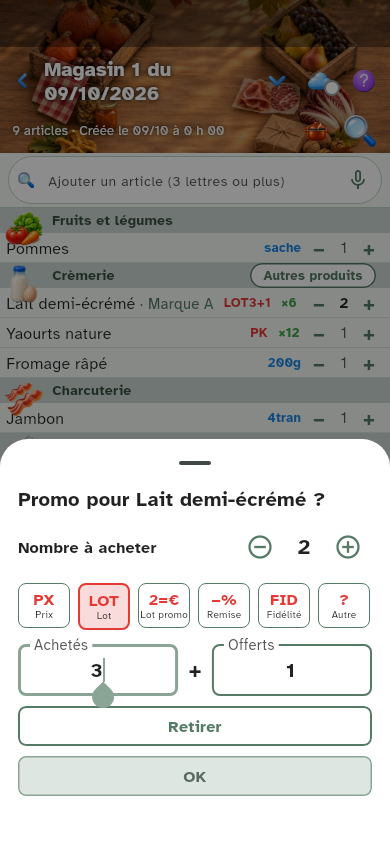 Magasin 1 du
09/10/2026
?
9 articles · Créée le 09/10 à 0 h 00
Ajouter un article (3 lettres ou plus)
Fruits et légumes
Pommes sache − 1 +
Crèmerie Autres produits
Lait demi-écrémé · Marque A LOT3+1 ×6 − 2 +
Yaourts nature PK ×12 − 1 +
Fromage râpé 200g − 1 +
Charcuterie
Jambon 4tran − 1 +
Promo pour Lait demi-écrémé ?
Nombre à acheter − 2 +
PX LOT 2=€ −% FID ?
Prix Lot Lot promo Remise Fidélité Autre
Achetés Offerts
3 + 1
Retirer
OK